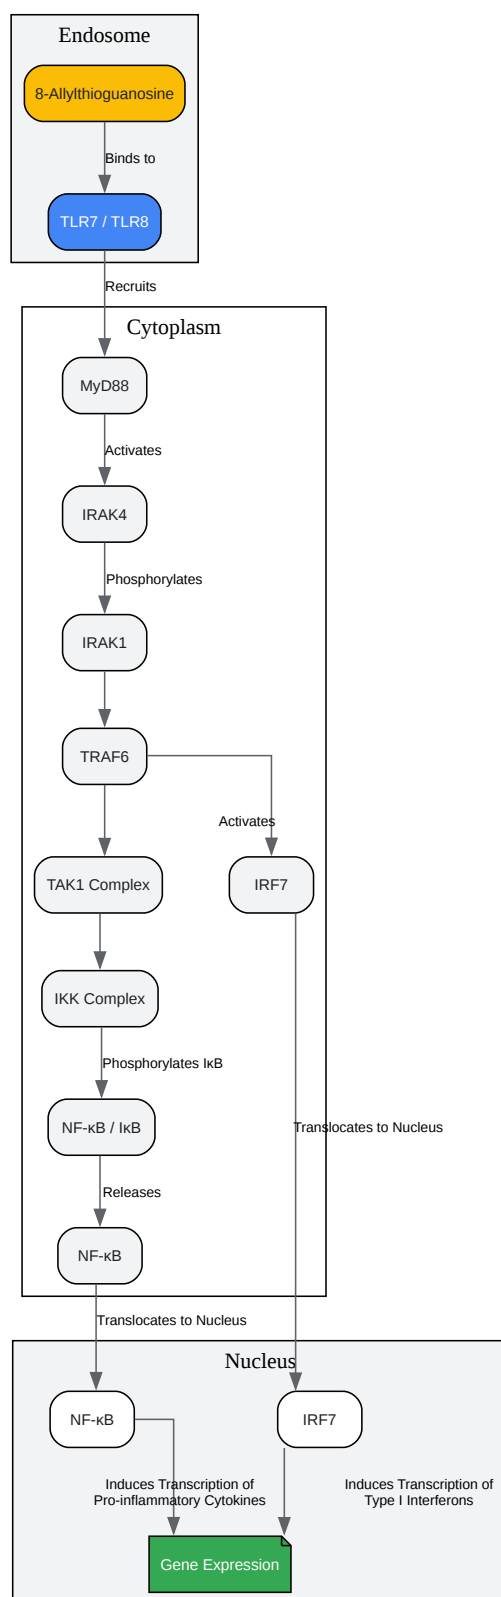 Endosome
8-Allylthioguanosine
Binds to
TLR7 / TLR8
Recruits
Cytoplasm
MyD88
Activates
IRAK4
Phosphorylates
IRAK1
TRAF6
Activates
TAK1 Complex
IRF7
IKK Complex
Phosphorylates IκB
NF-κB / IκB
Translocates to Nucleus
Releases
NF-κB
Translocates to Nucleus
Nucleus
NF-κB
IRF7
Induces Transcription of
Pro-inflammatory Cytokines
Induces Transcription of
Type I Interferons
Gene Expression